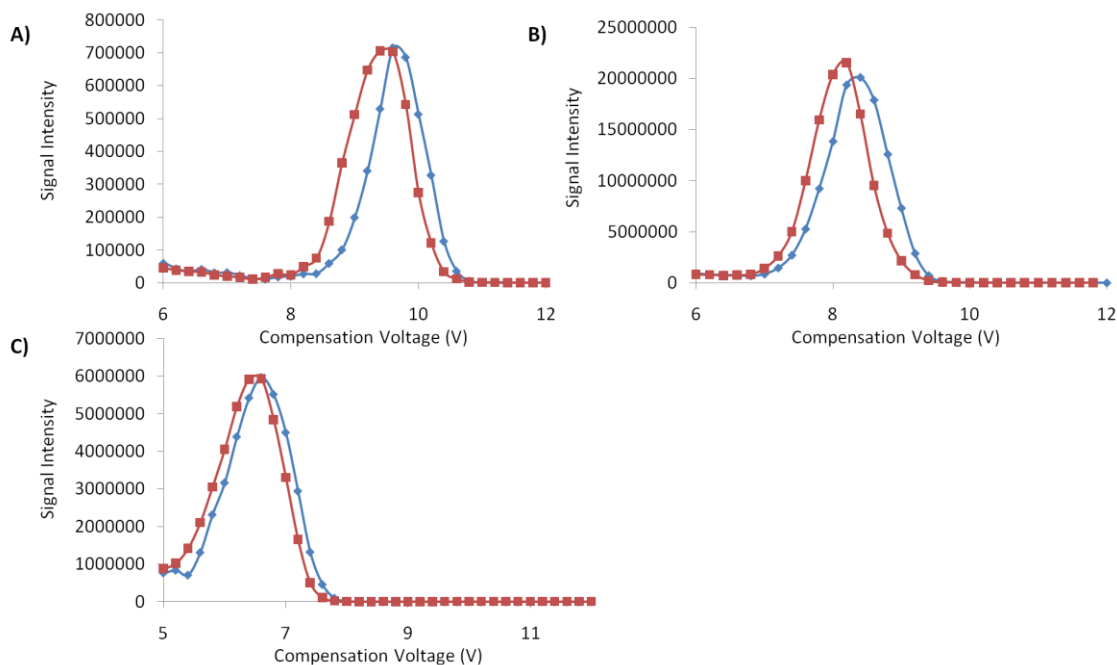 A)
Signal Intensity
800000
700000
600000
500000
400000
300000
200000
100000
0
6 8 10 12
Compensation Voltage (V)
B)
Signal Intensity
25000000
20000000
15000000
10000000
5000000
0
6 8 10 12
Compensation Voltage (V)
C)
Signal Intensity
7000000
6000000
5000000
4000000
3000000
2000000
1000000
0
5 7 9 11
Compensation Voltage (V)